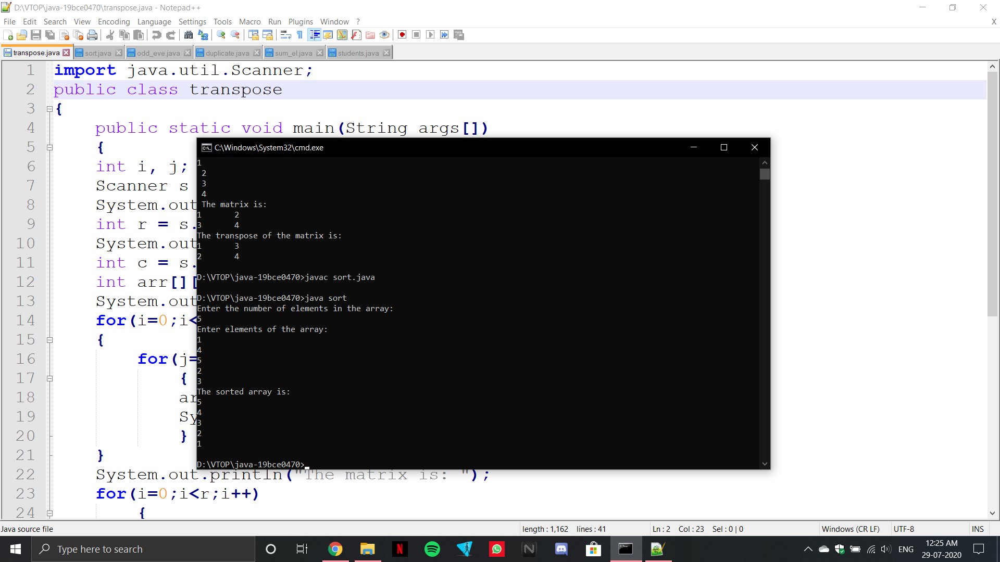 D:\VTOP\java-19bce0470\transpose.java - Notepad++
File Edit Search View Encoding Language Settings Tools Macro Run Plugins Window ? X
transpose.java sort.java odd_eve.java duplicate.java sum_el.java students.java
1 import java.util.Scanner;
2 public class transpose
3 {
4 public static void main(String args[])
5 {
6 int i, j;
7 Scanner s
8 System.out
9 int r = s.
10 System.out
11 int c = s.
12 int arr[][
13 System.out
14 for(i=0;i<
15 {
16 for(j=
17 {
18 ar
19 Sy
20 }
21 }
22 System.out.println("The matrix is: ");
23 for(i=0;i<r;i++)
24 {
C:\Windows\System32\cmd.exe
1
2
3
4
The matrix is:
1 2
3 4
The transpose of the matrix is:
1 3
2 4
D:\VTOP\java-19bce0470>javac sort.java
D:\VTOP\java-19bce0470>java sort
Enter the number of elements in the array:
5
Enter elements of the array:
1
4
5
2
3
The sorted array is:
5
4
3
2
1
D:\VTOP\java-19bce0470>
Java source file length : 1,162 lines : 41 Ln : 2 Col : 23 Sel : 0 | 0 Windows (CR LF) UTF-8 INS
Type here to search
ENG
12:25 AM
29-07-2020